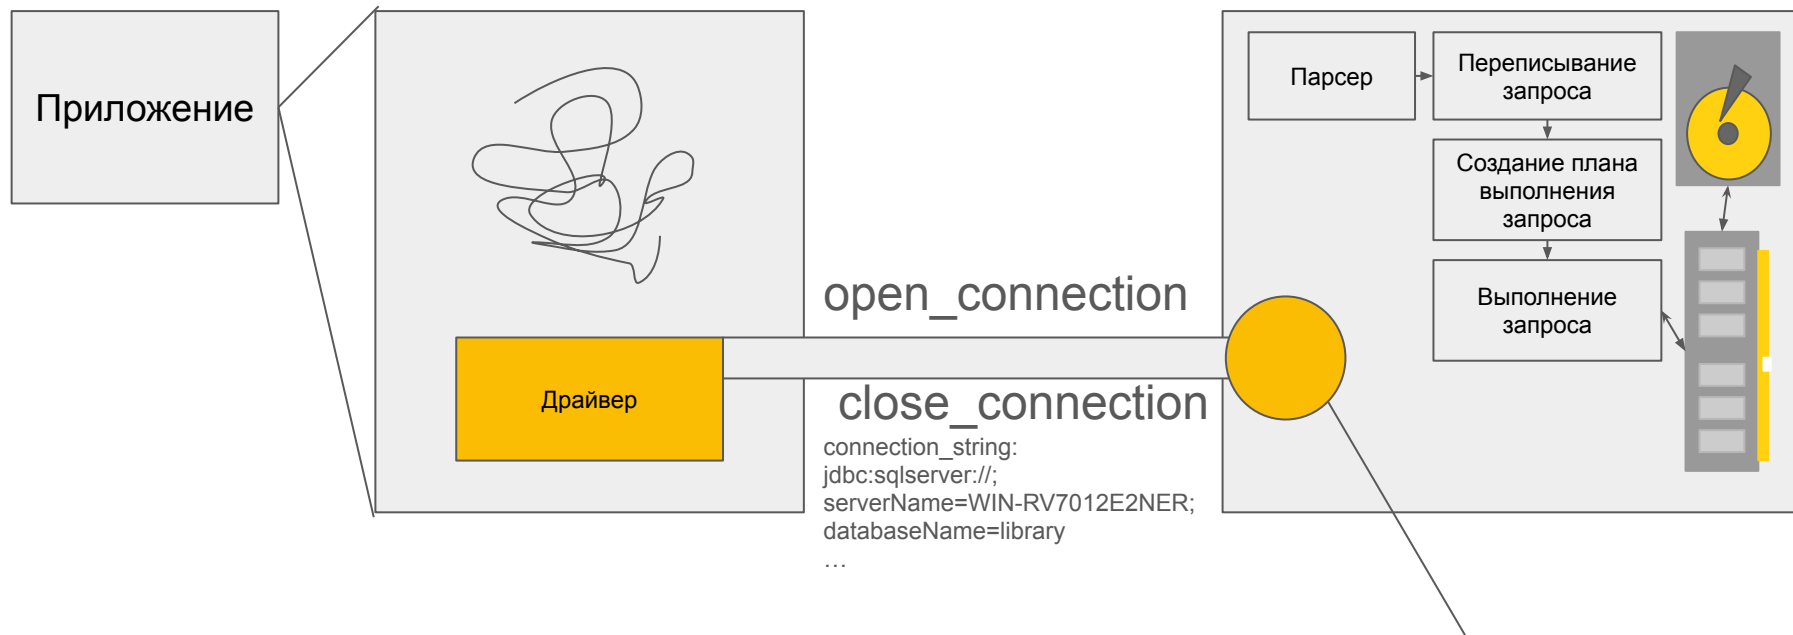 Приложение
Драйвер
open_connection
close_connection
connection_string:
jdbc:sqlserver://;
serverName=WIN-RV7012E2NER;
databaseName=library
…
Парсер
Переписывание
запроса
Создание плана
выполнения
запроса
Выполнение
запроса